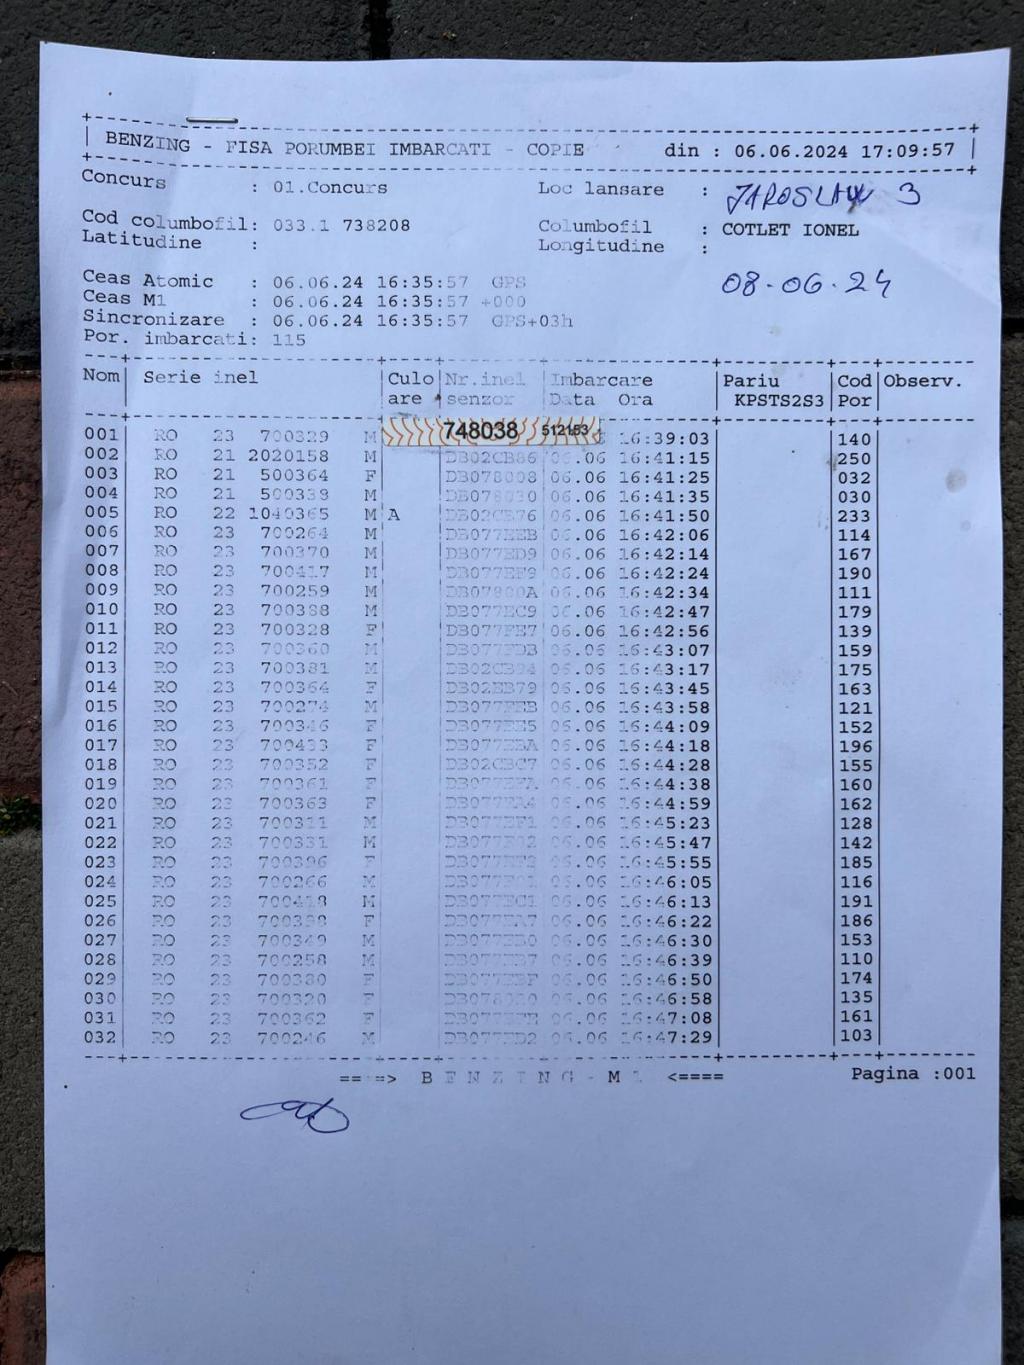 BENZING - FISA PORUMBEI IMBARCATI - COPIE din : 06.06.2024 17:09:57
Concurs : 01.Concurs Loc lansare : JAROSLAW 3
Cod columbofil: 033.1 738208 Columbofil : COTLET IONEL
Latitudine : Longitudine :
Ceas Atomic : 06.06.24 16:35:57 GPS 08-06-24
Ceas M1 : 06.06.24 16:35:57 +000
Sincronizare : 06.06.24 16:35:57 GPS+03h
Por. imbarcati: 115
Nom Serie inel Culo Nr.inel Imbarcare Pariu Cod Observ.
are senzor Data Ora KPSTS2S3 Por
001 RO 23 700329 M 748038 512153 16:39:03 140
002 RO 21 2020158 M DB02CB86 06.06 16:41:15 250
003 RO 21 500364 F DB078008 06.06 16:41:25 032
004 RO 21 500339 M 06.06 16:41:35 030
005 RO 22 1040365 M A 06.06 16:41:50 233
006 RO 23 700264 M DB077EEB 06.06 16:42:06 114
007 RO 23 700370 M DB077ED9 06.06 16:42:14 167
008 RO 23 700417 M DB077EF9 06.06 16:42:24 190
009 RO 23 700259 M 06.06 16:42:34 111
010 RO 23 700388 M DB077EC9 06.06 16:42:47 179
011 RO 23 700328 F DB077FE7 06.06 16:42:56 139
012 RO 23 700360 M 06.06 16:43:07 159
013 RO 23 700381 M DB02CB94 06.06 16:43:17 175
014 RO 23 700364 F DB02EB79 06.06 16:43:45 163
015 RO 23 700274 M 06.06 16:43:58 121
016 RO 23 700346 F 06.06 16:44:09 152
017 RO 23 700433 F 06.06 16:44:18 196
018 RO 23 700352 F DB02CBC7 06.06 16:44:28 155
019 RO 23 700361 F 06.06 16:44:38 160
020 RO 23 700363 F 06.06 16:44:59 162
021 RO 23 700311 M DB077EF1 06.06 16:45:23 128
022 RO 23 700331 M 06.06 16:45:47 142
023 RO 23 700396 F 06.06 16:45:55 185
024 RO 23 700266 M 06.06 16:46:05 116
025 RO 23 700418 M 06.06 16:46:13 191
026 RO 23 F 06.06 16:46:22 186
027 RO 23 700349 M 06.06 16:46:30 153
028 RO 23 700258 M 06.06 16:46:39 110
029 RO 23 700380 F 06.06 16:46:50 174
030 RO 23 700320 F 06.06 16:46:58 135
031 RO 23 700362 F 06.06 16:47:08 161
032 RO 23 700246 M 06.06 16:47:29 103
====> B E N Z I N G - M 1 <==== Pagina :001